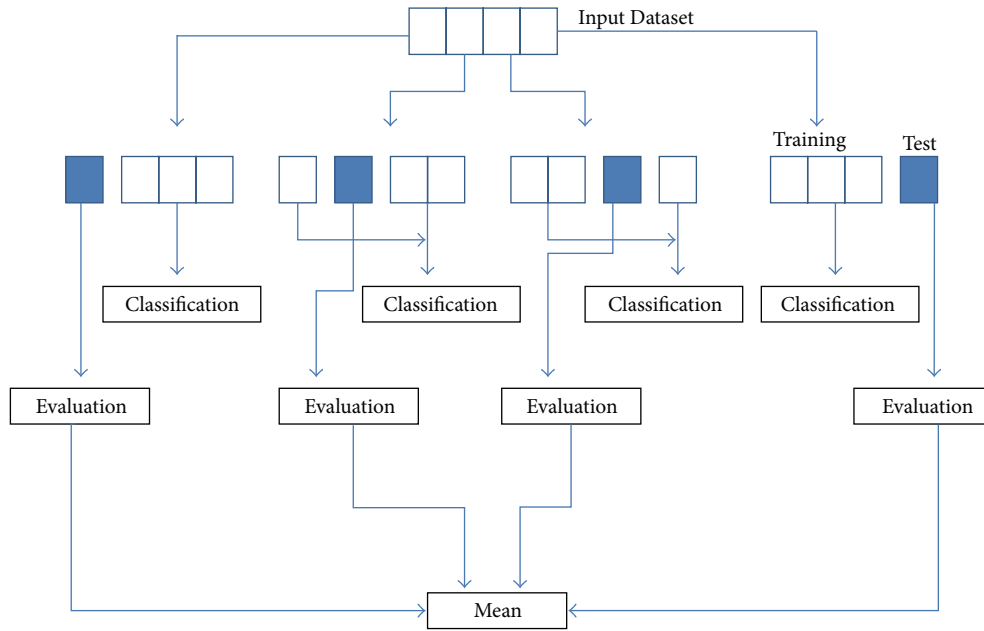 Input Dataset
Training
Test
Classification
Classification
Classification
Classification
Evaluation
Evaluation
Evaluation
Evaluation
Mean